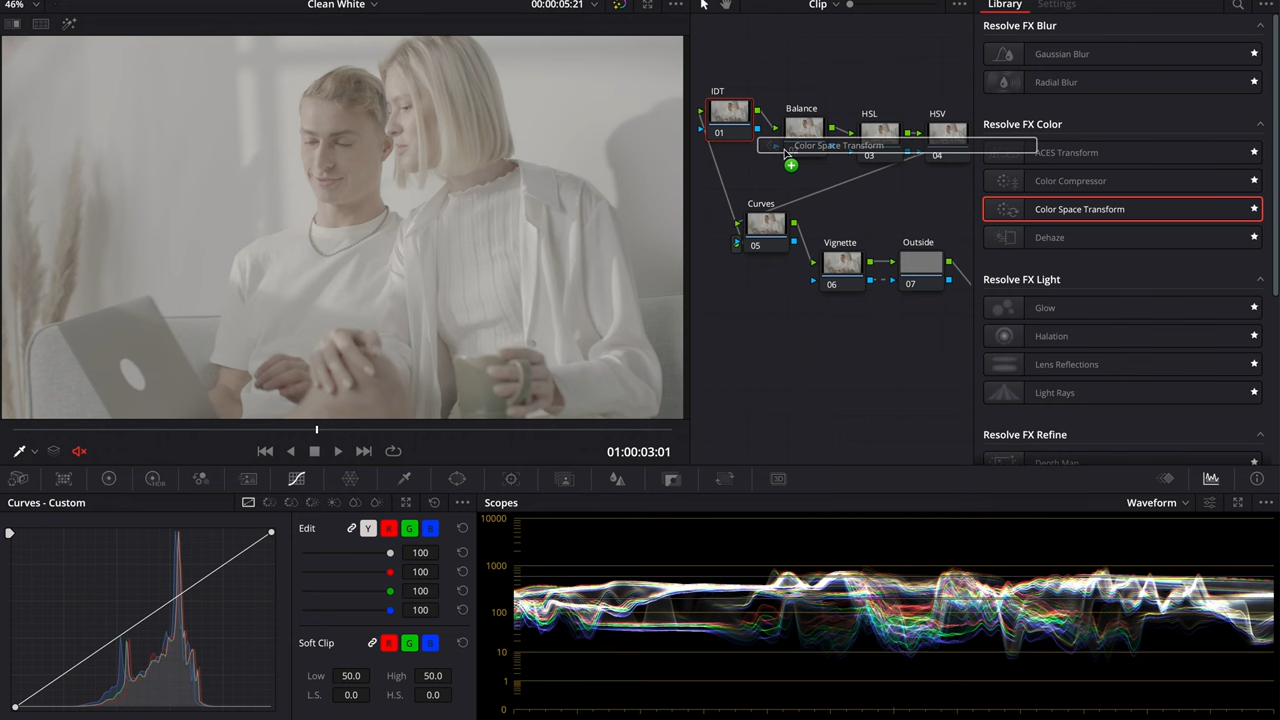 46%
Clean White
00:00:05:21
Clip
Library
Settings
Resolve FX Blur
Gaussian Blur
Radial Blur
Resolve FX Color
ACES Transform
Color Compressor
Color Space Transform
Dehaze
Resolve FX Light
Glow
Halation
Lens Reflections
Light Rays
Resolve FX Refine
Depth Map
IDT
01
Balance
HSL
03
HSV
04
Color Space Transform
Curves
05
Vignette
06
Outside
07
01:00:03:01
HDR
3D
Curves - Custom
Edit
Y
R
G
B
100
100
100
100
Soft Clip
R
G
B
Low
50.0
High
50.0
L.S.
0.0
H.S.
0.0
Scopes
Waveform
10000
1000
100
10
1
0